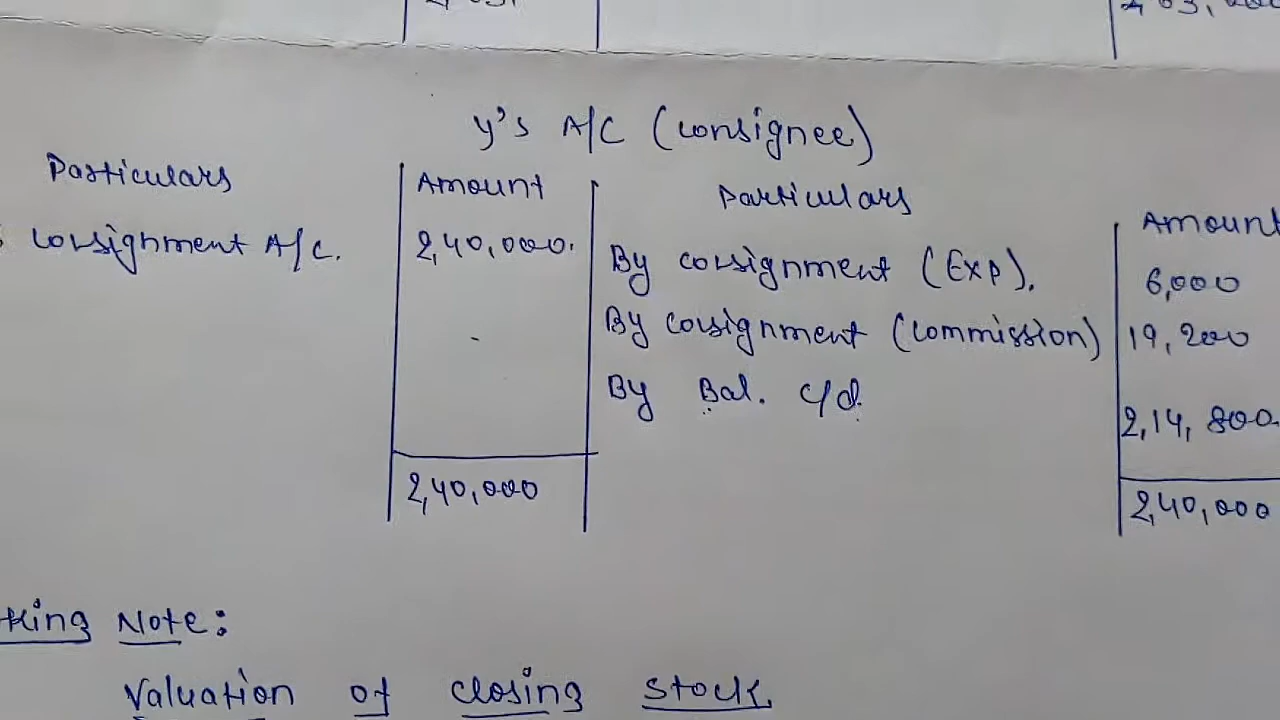 y's A/C (consignee)
Particulars Amount Particulars Amount
Consignment A/C. 2,40,000. By consignment (Exp). 6,000
By consignment (commission) 19,200
By Bal. c/d. 2,14,800.
2,40,000 2,40,000
king Note:
Valuation of closing stock.